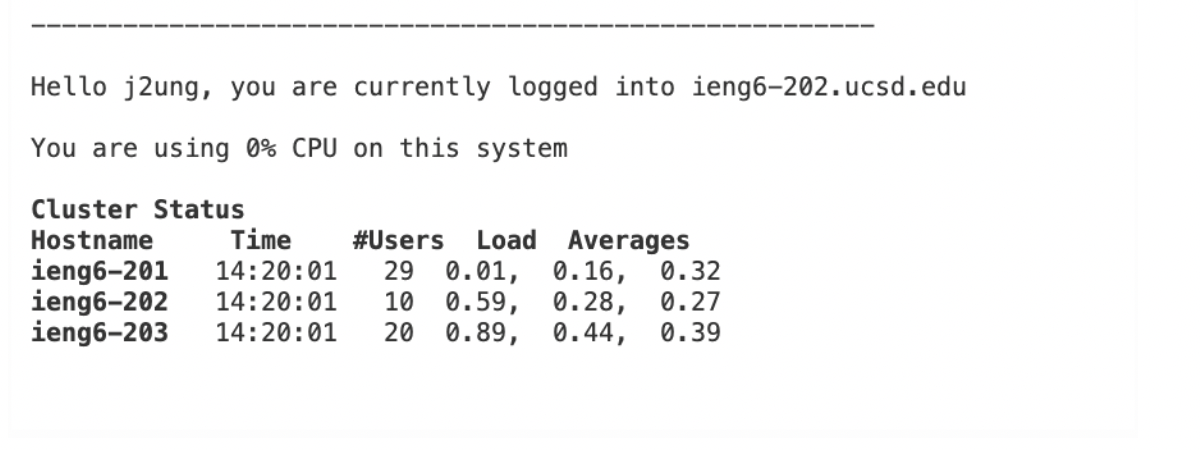 -------------------------------------------------------
Hello j2ung, you are currently logged into ieng6-202.ucsd.edu
You are using 0% CPU on this system
Cluster Status
Hostname     Time    #Users  Load  Averages
ieng6-201   14:20:01   29  0.01,  0.16,  0.32
ieng6-202   14:20:01   10  0.59,  0.28,  0.27
ieng6-203   14:20:01   20  0.89,  0.44,  0.39